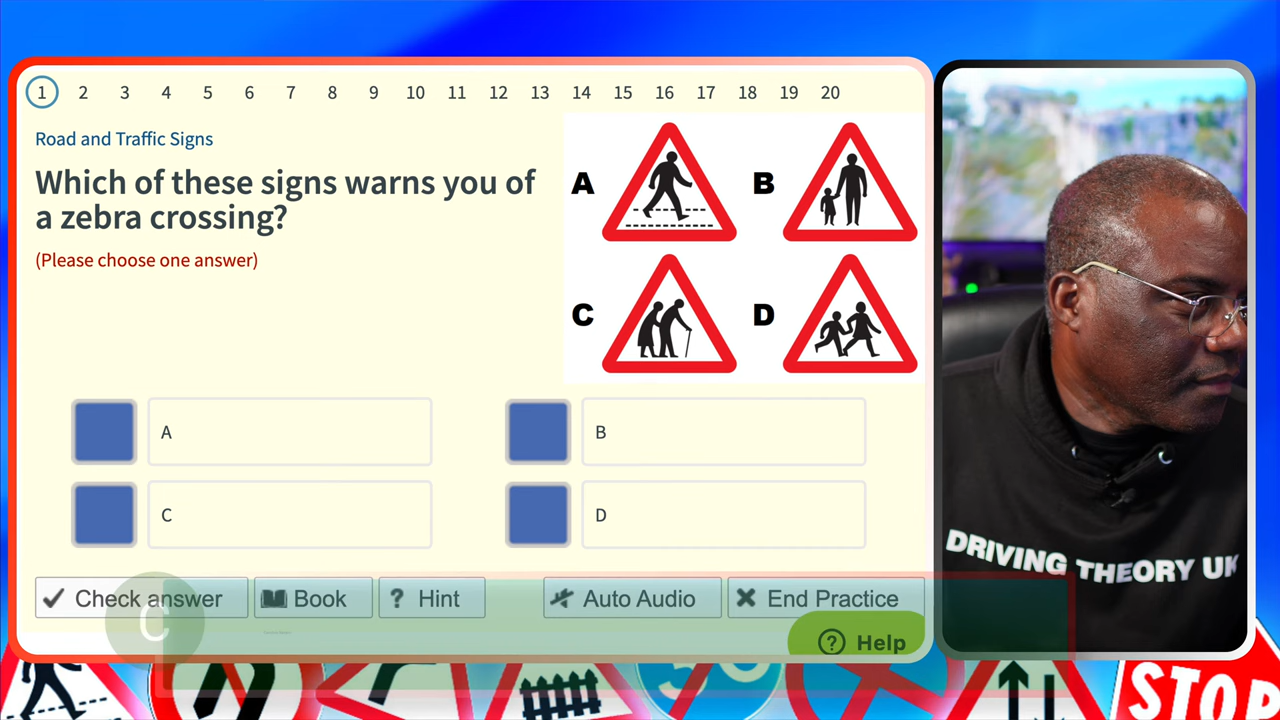 1 2 3 4 5 6 7 8 9 10 11 12 13 14 15 16 17 18 19 20
Road and Traffic Signs
Which of these signs warns you of
a zebra crossing?
(Please choose one answer)
A
B
C
D
A
B
C
D
Check answer
Book
Hint
Auto Audio
End Practice
Help
C
DRIVING THEORY UK
50
STOP